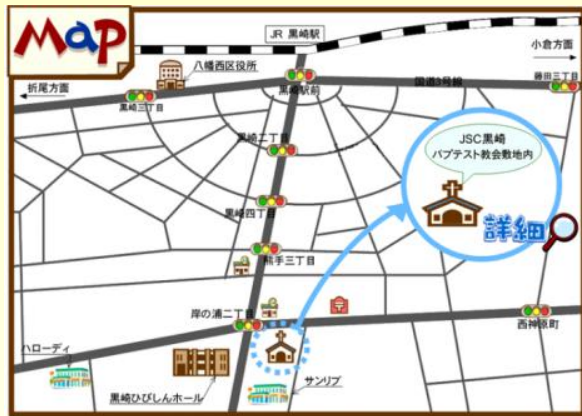 Map
JR 黒崎駅
小倉方面
八幡西区役所
折尾方面
国道3号線
藤田三丁目
黒崎三丁目
黒崎駅前
黒崎二丁目
JSC黒崎
バプテスト教会敷地内
黒崎四丁目
詳細
熊手三丁目
岸の浦二丁目
西神原町
ハローデイ
黒崎ひびしんホール
サンリブ